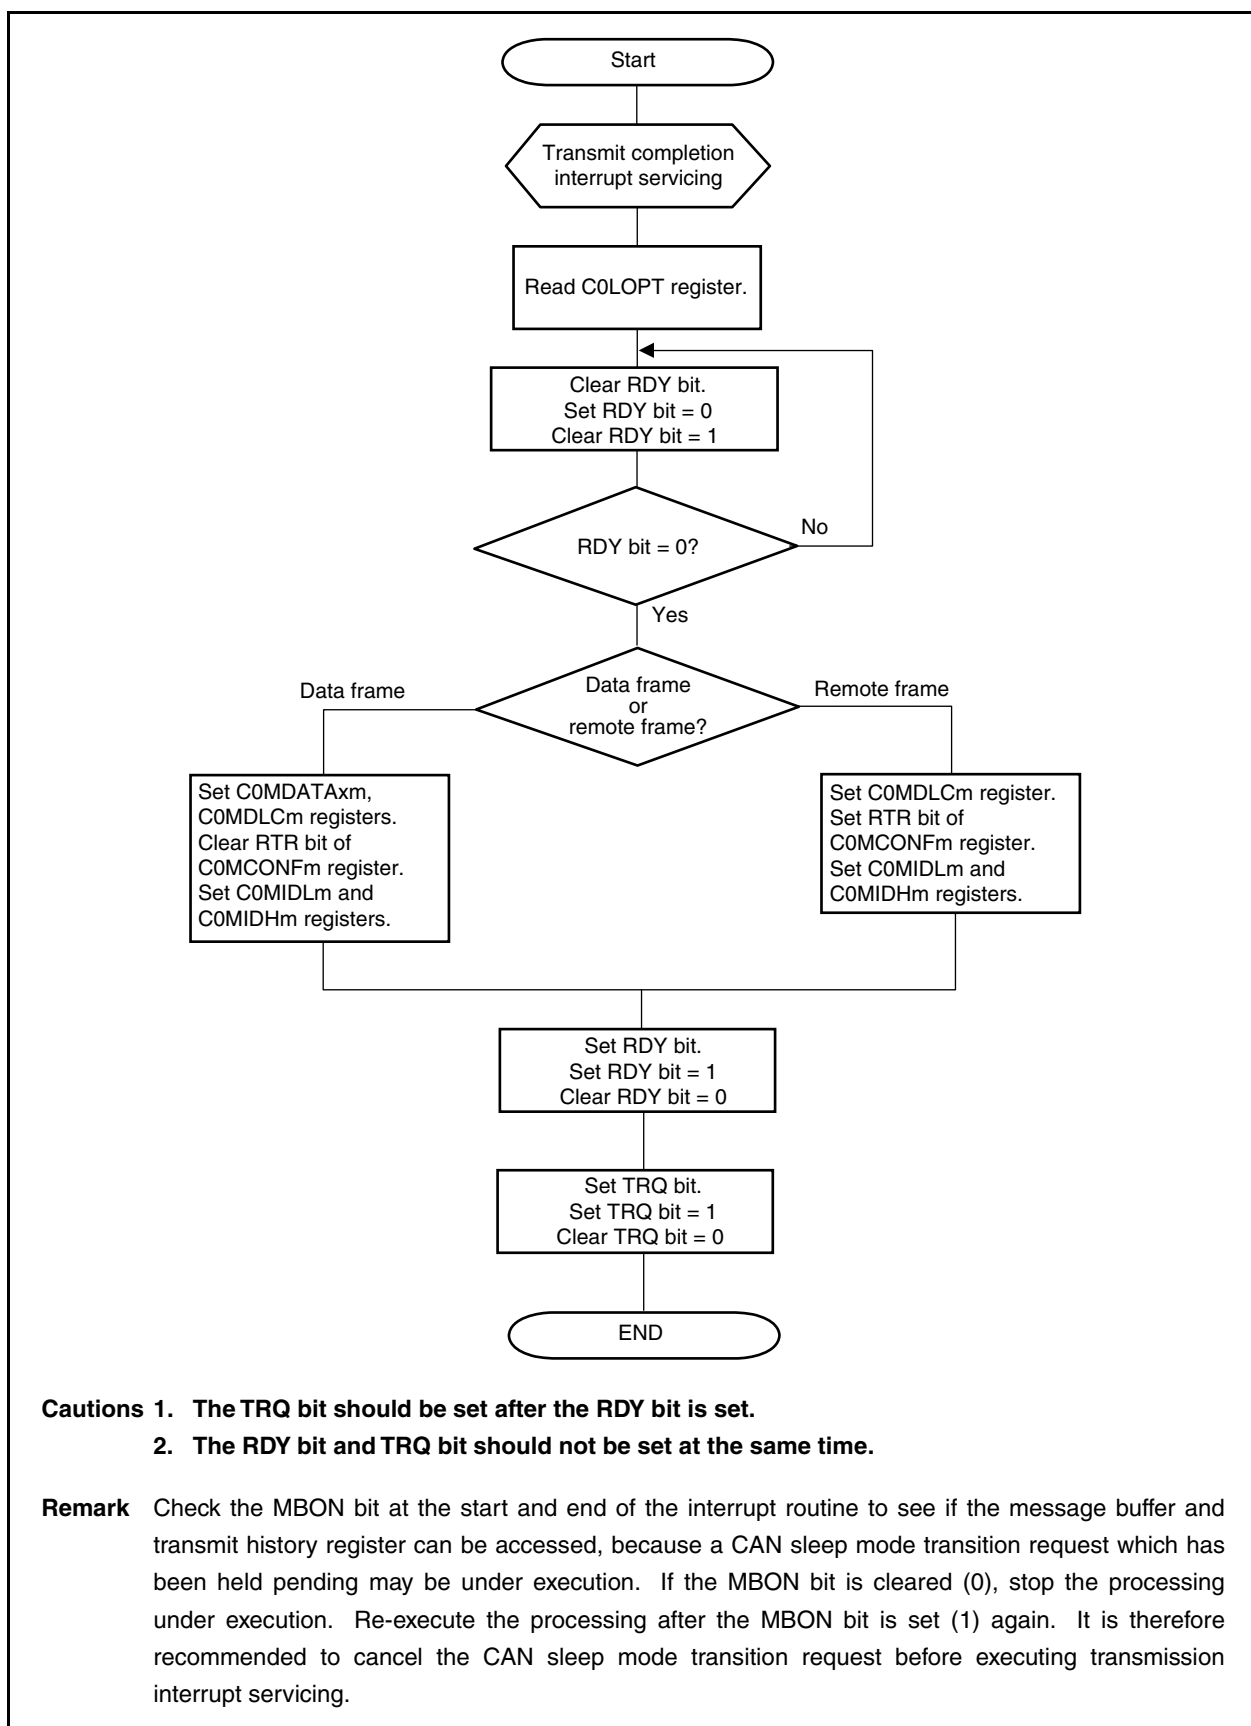 Start
Transmit completion
interrupt servicing
Read C0LOPT register.
Clear RDY bit.
Set RDY bit = 0
Clear RDY bit = 1
No
RDY bit = 0?
Yes
Data frame
Data frame
or
remote frame?
Remote frame
Set C0MDATAxm,
C0MDLCm registers.
Clear RTR bit of
C0MCONFm register.
Set C0MIDLm and
C0MIDHm registers.
Set C0MDLCm register.
Set RTR bit of
C0MCONFm register.
Set C0MIDLm and
C0MIDHm registers.
Set RDY bit.
Set RDY bit = 1
Clear RDY bit = 0
Set TRQ bit.
Set TRQ bit = 1
Clear TRQ bit = 0
END
Cautions 1. The TRQ bit should be set after the RDY bit is set.
2. The RDY bit and TRQ bit should not be set at the same time.
Remark Check the MBON bit at the start and end of the interrupt routine to see if the message buffer and
transmit history register can be accessed, because a CAN sleep mode transition request which has
been held pending may be under execution. If the MBON bit is cleared (0), stop the processing
under execution. Re-execute the processing after the MBON bit is set (1) again. It is therefore
recommended to cancel the CAN sleep mode transition request before executing transmission
interrupt servicing.